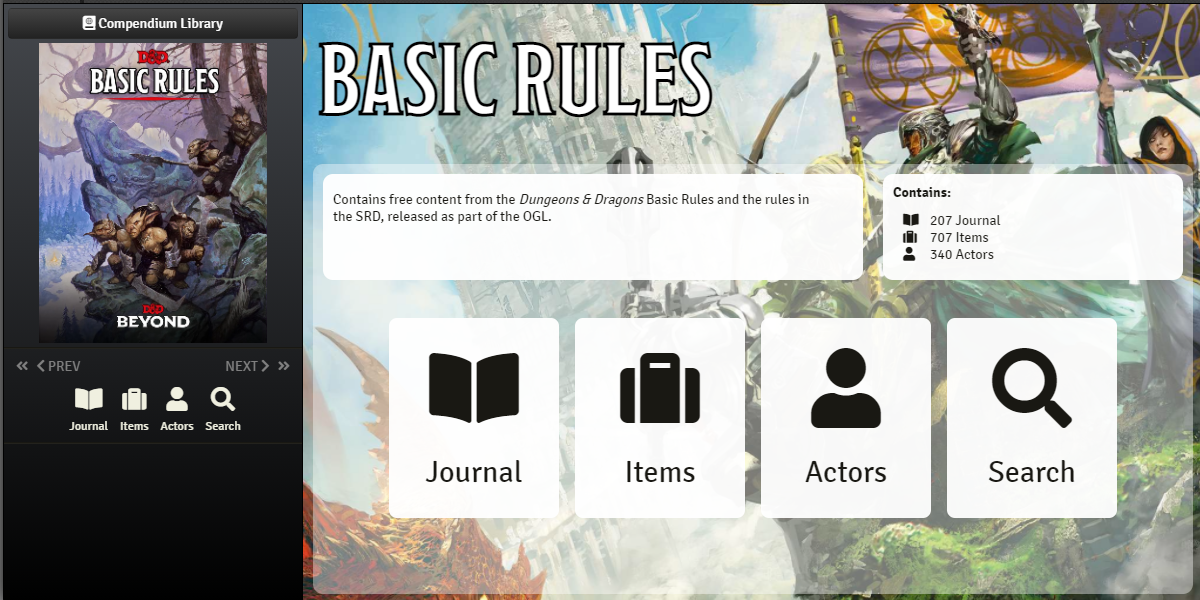 Compendium Library
D&D
BASIC RULES
D&D
BEYOND
PREV
NEXT
Journal
Items
Actors
Search
BASIC RULES
Contains free content from the Dungeons & Dragons Basic Rules and the rules in
the SRD, released as part of the OGL.
Contains:
207 Journal
707 Items
340 Actors
Journal
Items
Actors
Search